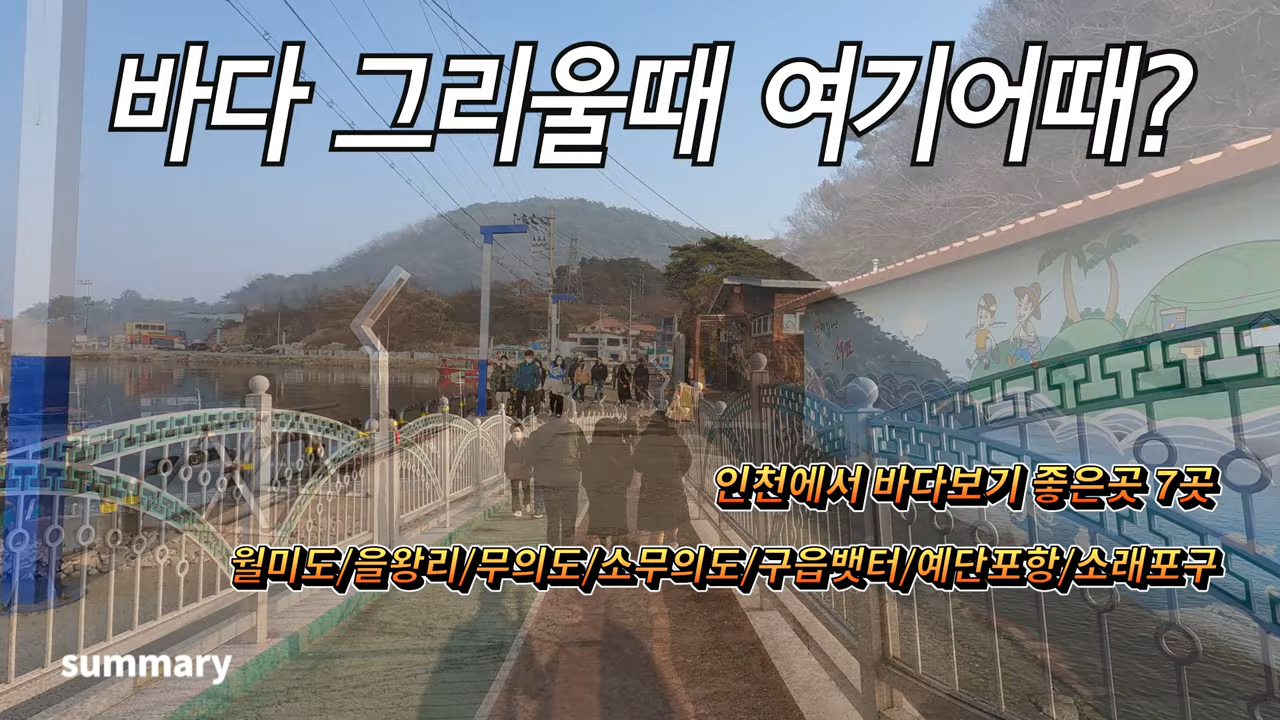 바다 그리울때 여기어때?
인천에서 바다보기 좋은곳 7곳
월미도/을왕리/무의도/소무의도/구읍뱃터/예단포항/소래포구
summary